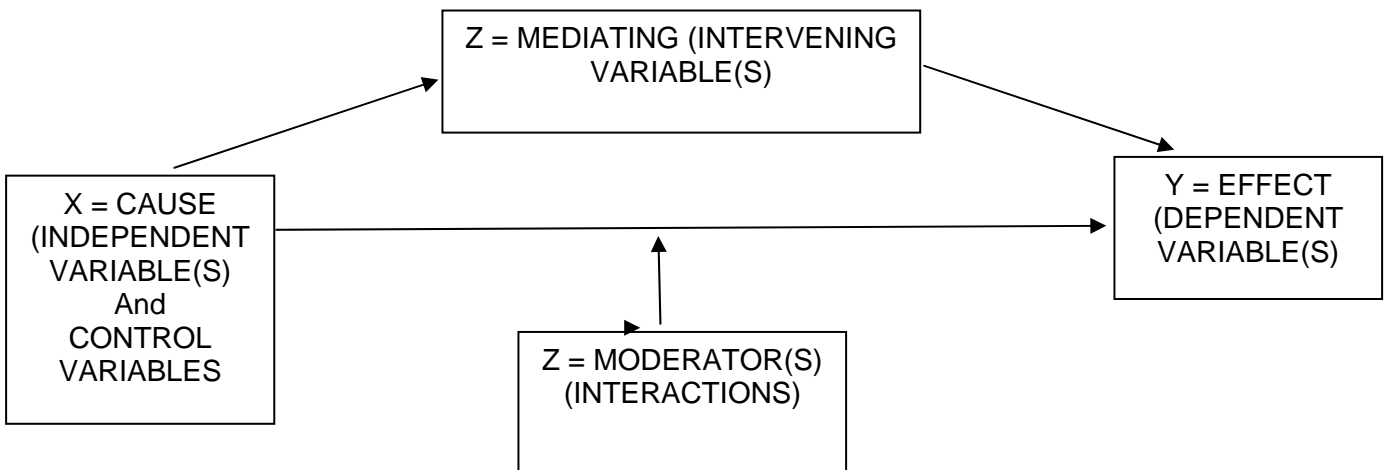 Z = MEDIATING (INTERVENING
VARIABLE(S)
X = CAUSE
(INDEPENDENT
VARIABLE(S)
And
CONTROL
VARIABLES
Y = EFFECT
(DEPENDENT
VARIABLE(S)
Z = MODERATOR(S)
(INTERACTIONS)